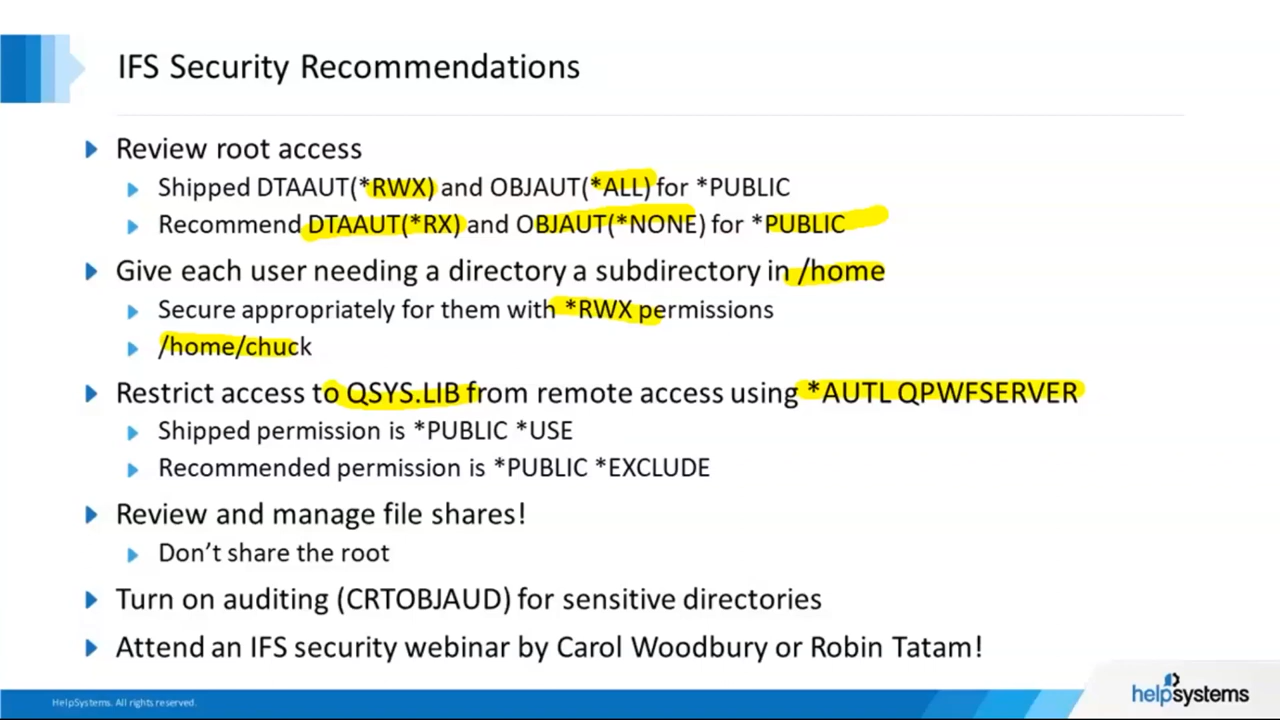 IFS Security Recommendations
Review root access
Shipped DTAAUT(*RWX) and OBJAUT(*ALL) for *PUBLIC
Recommend DTAAUT(*RX) and OBJAUT(*NONE) for *PUBLIC
Give each user needing a directory a subdirectory in /home
Secure appropriately for them with *RWX permissions
/home/chuck
Restrict access to QSYS.LIB from remote access using *AUTL QPWFSERVER
Shipped permission is *PUBLIC *USE
Recommended permission is *PUBLIC *EXCLUDE
Review and manage file shares!
Don’t share the root
Turn on auditing (CRTOBJAUD) for sensitive directories
Attend an IFS security webinar by Carol Woodbury or Robin Tatam!
HelpSystems. All rights reserved.
helpsystems